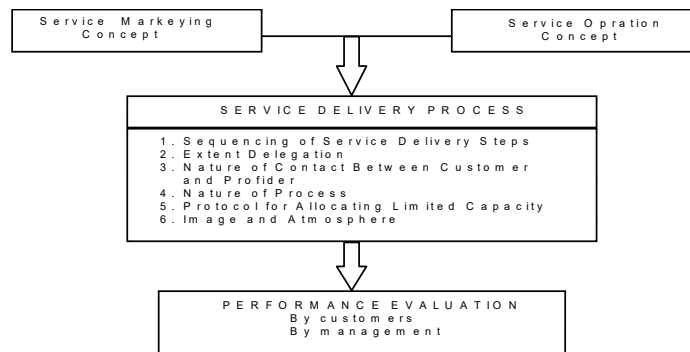 Service Markeying
Concept
Service Opration
Concept
SERVICE DELIVERY PROCESS
1. Sequencing of Service Delivery Steps
2. Extent Delegation
3. Nature of Contact Between Customer
and Profider
4. Nature of Process
5. Protocol for Allocating Limited Capacity
6. Image and Atmosphere
PERFORMANCE EVALUATION
By customers
By management